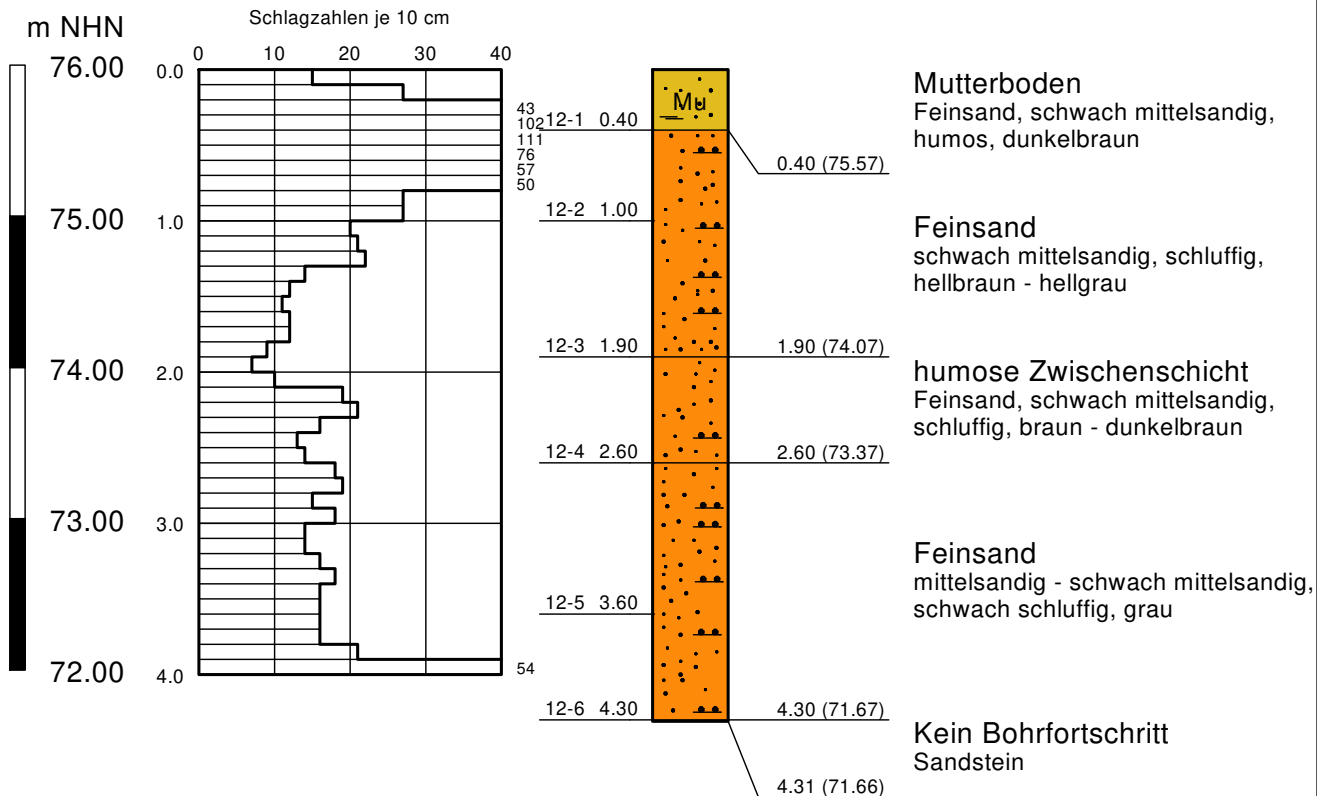 Schlagzahlen je 10 cm
m NHN
0 10 20 30 40
76.00
75.00
74.00
73.00
72.00
0.0
1.0
2.0
3.0
4.0
43
102
111
76
57
50
54
Mu
12-1 0.40
12-2 1.00
12-3 1.90
12-4 2.60
12-5 3.60
12-6 4.30
0.40 (75.57)
1.90 (74.07)
2.60 (73.37)
4.30 (71.67)
4.31 (71.66)
Mutterboden
Feinsand, schwach mittelsandig,
humos, dunkelbraun
Feinsand
schwach mittelsandig, schluffig,
hellbraun - hellgrau
humose Zwischenschicht
Feinsand, schwach mittelsandig,
schluffig, braun - dunkelbraun
Feinsand
mittelsandig - schwach mittelsandig,
schwach schluffig, grau
Kein Bohrfortschritt
Sandstein